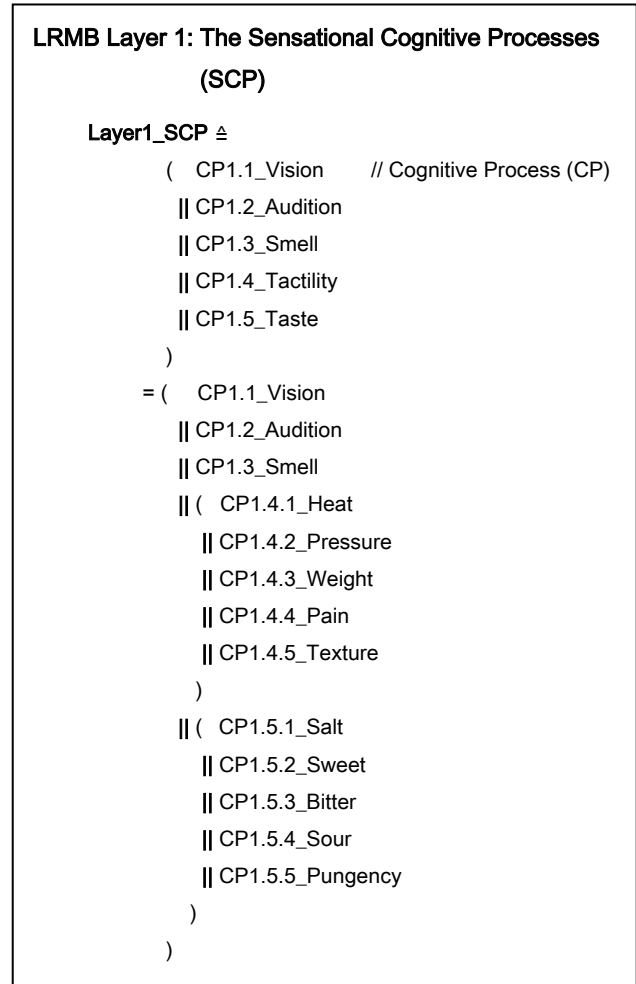 LRMB Layer 1: The Sensational Cognitive Processes
(SCP)
Layer1_SCP ≙
( CP1.1_Vision // Cognitive Process (CP)
|| CP1.2_Audition
|| CP1.3_Smell
|| CP1.4_Tactility
|| CP1.5_Taste
)
= ( CP1.1_Vision
|| CP1.2_Audition
|| CP1.3_Smell
|| ( CP1.4.1_Heat
|| CP1.4.2_Pressure
|| CP1.4.3_Weight
|| CP1.4.4_Pain
|| CP1.4.5_Texture
)
|| ( CP1.5.1_Salt
|| CP1.5.2_Sweet
|| CP1.5.3_Bitter
|| CP1.5.4_Sour
|| CP1.5.5_Pungency
)
)